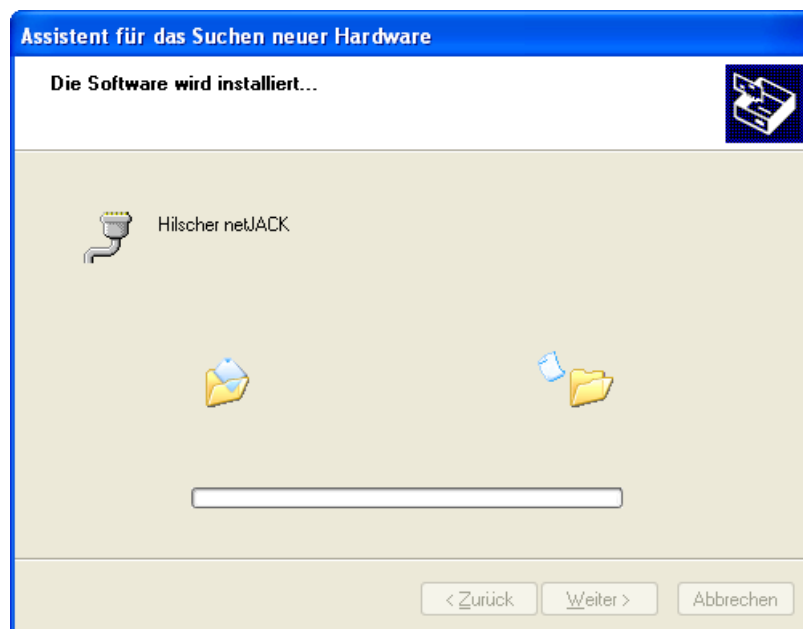 Assistent für das Suchen neuer Hardware
Die Software wird installiert...
Hilscher netJACK
< Zurück
Weiter >
Abbrechen